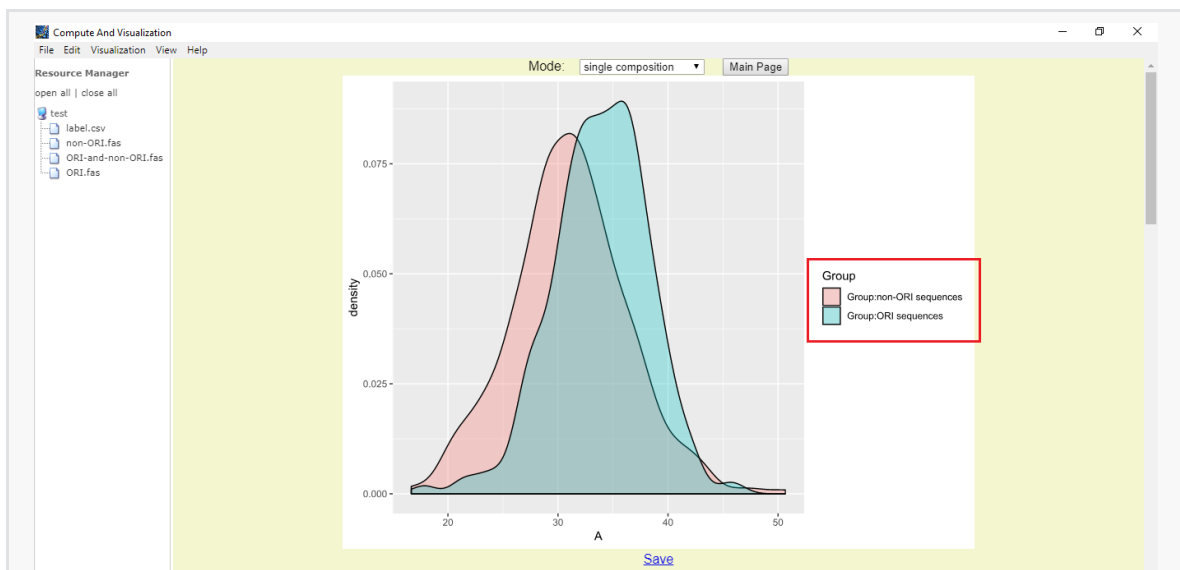 Compute And Visualization
File Edit Visualization View Help
Resource Manager
open all | close all
test
label.csv
non-ORI.fas
ORI-and-non-ORI.fas
ORI.fas
Mode: single composition Main Page
density
0.075
0.050
0.025
0.000
20 30 40 50
A
Group
Group:non-ORI sequences
Group:ORI sequences
Save